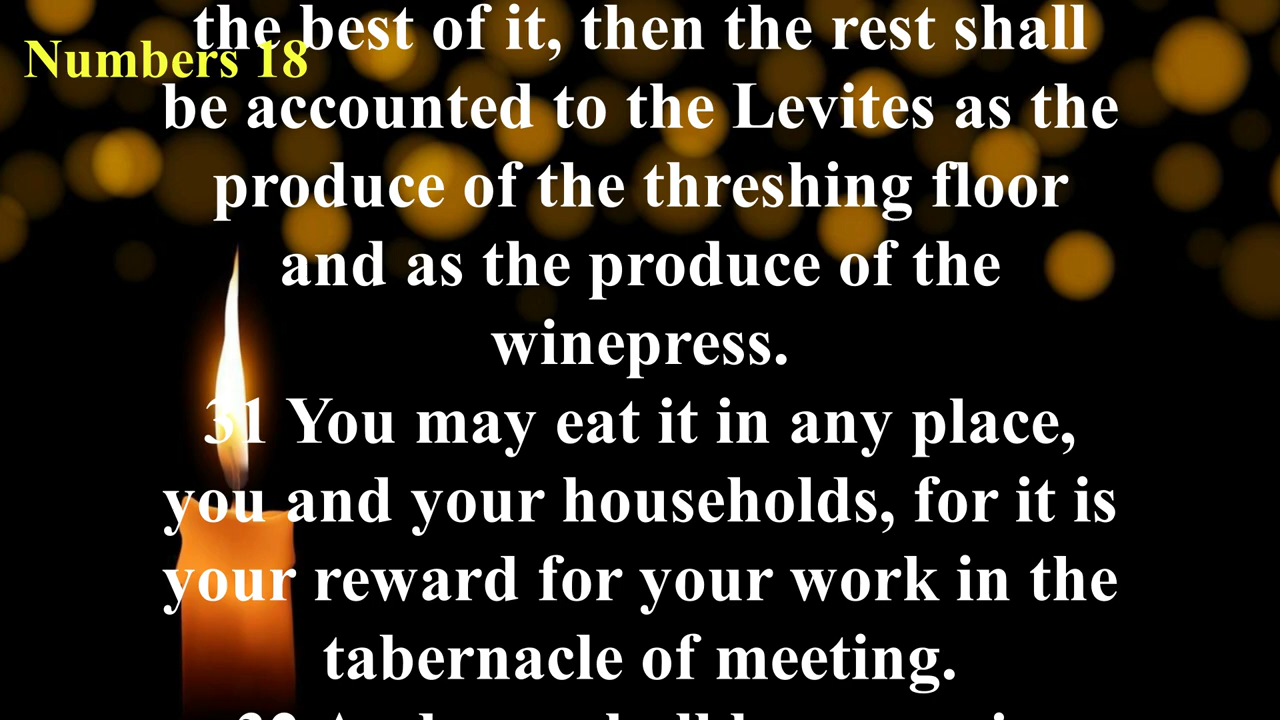 the best of it, then the rest shall
Numbers 18
be accounted to the Levites as the
produce of the threshing floor
and as the produce of the
winepress.
31 You may eat it in any place,
you and your households, for it is
your reward for your work in the
tabernacle of meeting.